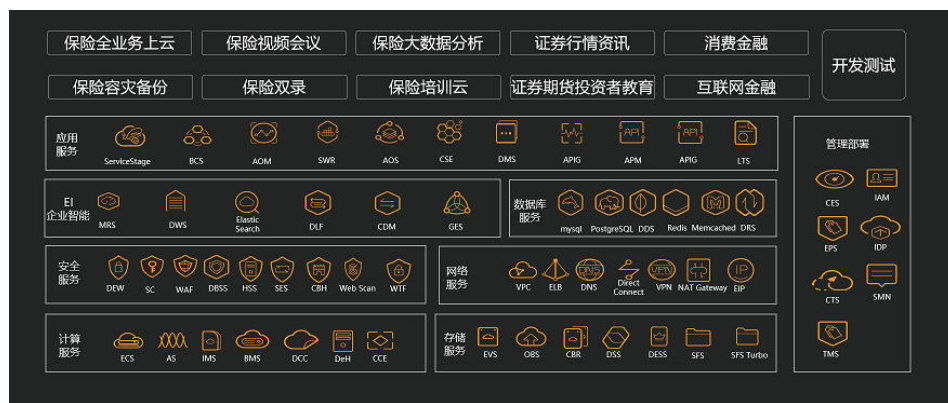 保险全业务上云
保险视频会议
保险大数据分析
证券行情资讯
消费金融
开发测试
保险容灾备份
保险双录
保险培训云
证券期货投资者教育
互联网金融
应用
服务
ServiceStage
BCS
AOM
SWR
AOS
CSE
DMS
APIG
API
APM
API
APIG
LTS
管理部署
CES
IAM
EPS
IDP
CTS
SMN
TMS
EI
企业智能
MRS
DWS
Elastic
Search
DLF
CDM
GES
数据库
服务
mysql
PostgreSQL
DDS
Redis
Memcached
DRS
安全
服务
DEW
SC
WAF
DBSS
HSS
SES
CBH
Web Scan
WTF
网络
服务
VPC
ELB
DNS
DNS
Direct
Connect
VPN
VPN
NAT Gateway
IP
EIP
计算
服务
ECS
AS
IMS
BMS
DCC
DeH
CCE
存储
服务
EVS
OBS
CBR
DSS
DESS
SFS
SFS Turbo